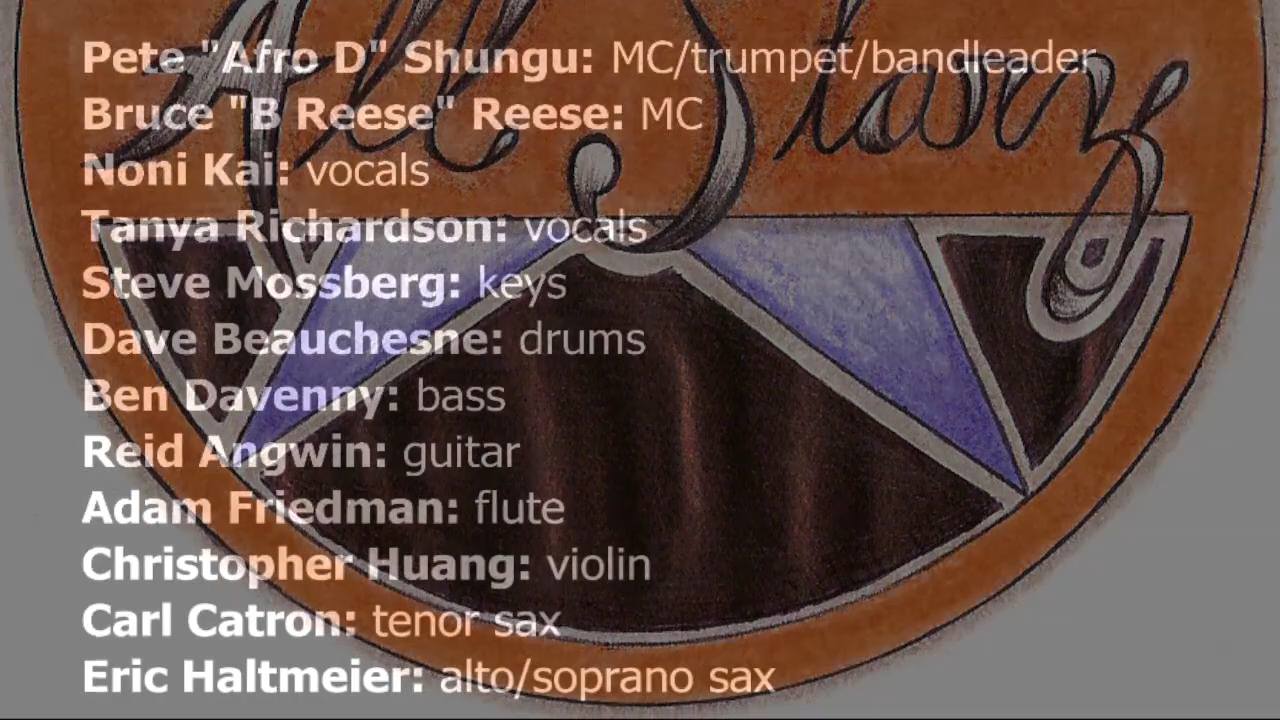 All Starz
Pete "Afro D" Shungu: MC/trumpet/bandleader
Bruce "B Reese" Reese: MC
Noni Kai: vocals
Tanya Richardson: vocals
Steve Mossberg: keys
Dave Beauchesne: drums
Ben Davenny: bass
Reid Angwin: guitar
Adam Friedman: flute
Christopher Huang: violin
Carl Catron: tenor sax
Eric Haltmeier: alto/soprano sax